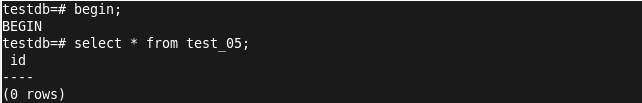 testdb=# begin;
BEGIN
testdb=# select * from test_05;
 id
----
(0 rows)